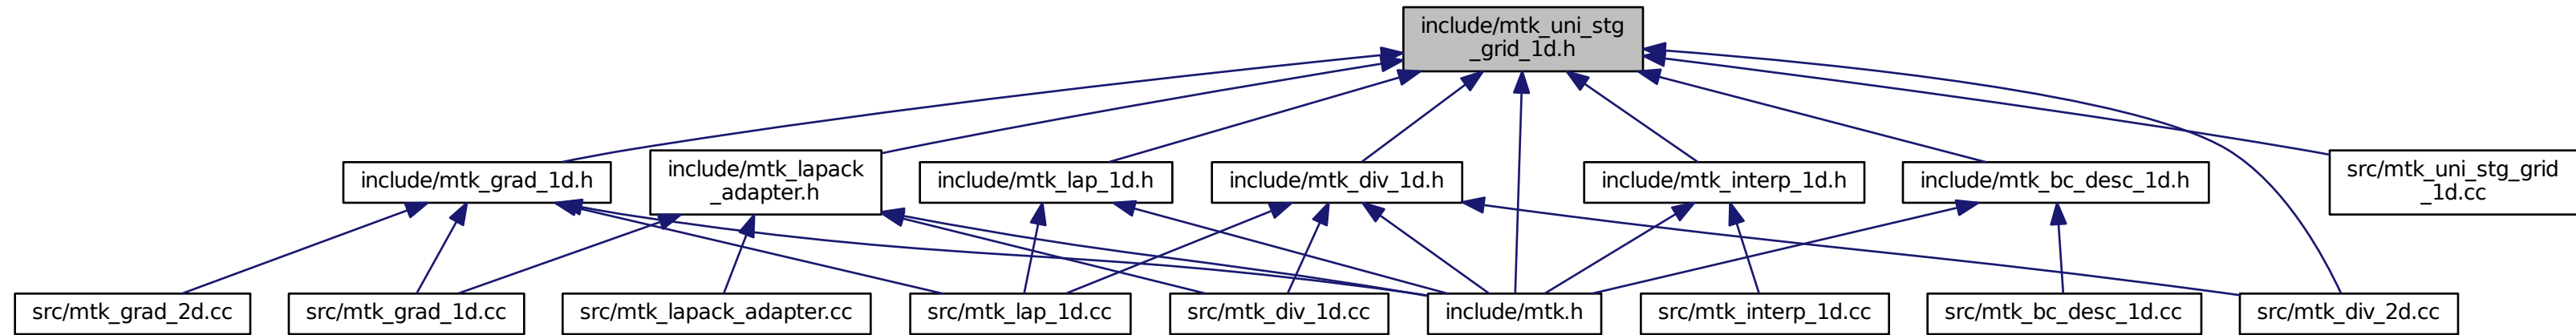 include/mtk_uni_stg
_grid_1d.h
include/mtk_grad_1d.h
include/mtk_lapack
_adapter.h
include/mtk_lap_1d.h
include/mtk_div_1d.h
include/mtk_interp_1d.h
include/mtk_bc_desc_1d.h
src/mtk_uni_stg_grid
_1d.cc
src/mtk_grad_2d.cc
src/mtk_grad_1d.cc
src/mtk_lapack_adapter.cc
src/mtk_lap_1d.cc
src/mtk_div_1d.cc
include/mtk.h
src/mtk_interp_1d.cc
src/mtk_bc_desc_1d.cc
src/mtk_div_2d.cc